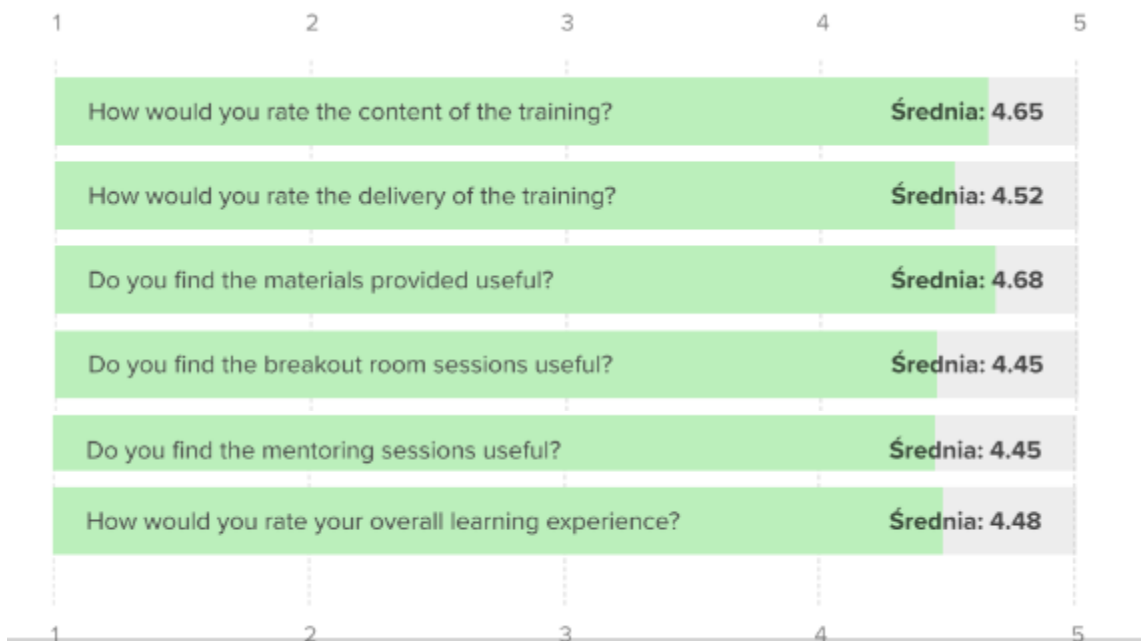 1 2 3 4 5
How would you rate the content of the training? Średnia: 4.65
How would you rate the delivery of the training? Średnia: 4.52
Do you find the materials provided useful? Średnia: 4.68
Do you find the breakout room sessions useful? Średnia: 4.45
Do you find the mentoring sessions useful? Średnia: 4.45
How would you rate your overall learning experience? Średnia: 4.48
1 2 3 4 5